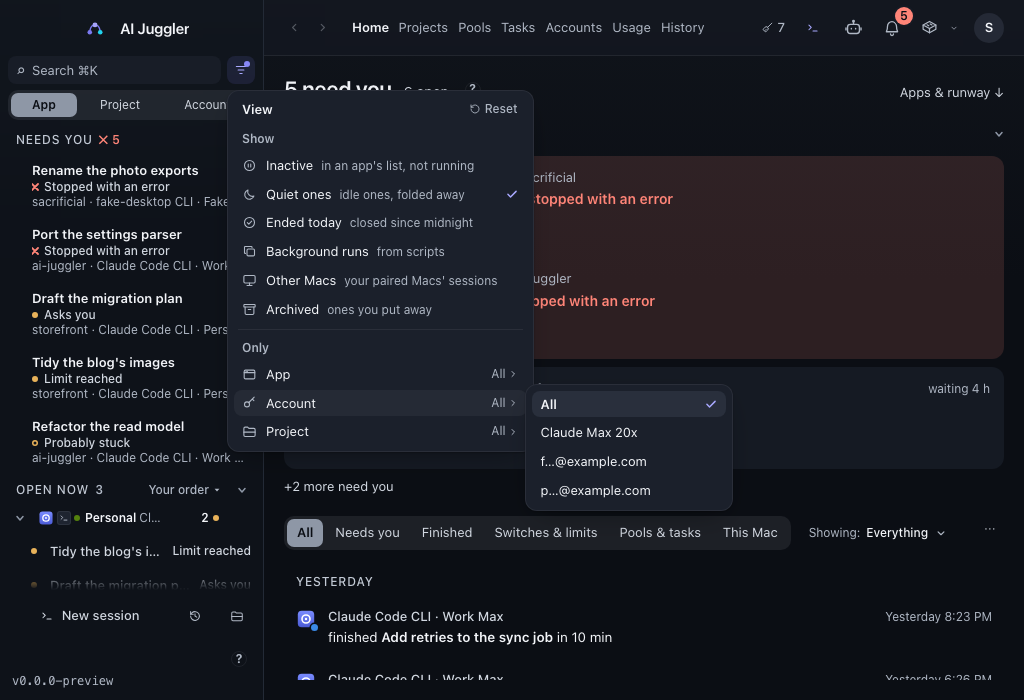 AI Juggler
Home Projects Pools Tasks Accounts Usage History
7
5
S
Search ⌘K
App Project Accoun
5 need you 6 open ?
Apps & runway ↓
NEEDS YOU ✕ 5
Rename the photo exports
Stopped with an error
sacrificial · fake-desktop CLI · Fake
Port the settings parser
Stopped with an error
ai-juggler · Claude Code CLI · Work
Draft the migration plan
Asks you
storefront · Claude Code CLI · Pers
Tidy the blog's images
Limit reached
storefront · Claude Code CLI · Pers
Refactor the read model
Probably stuck
ai-juggler · Claude Code CLI · Work ...
OPEN NOW 3 Your order
Personal Cl... 2
Tidy the blog's i... Limit reached
Draft the migration p... Asks you
New session
?
v0.0.0-preview
View Reset
Show
Inactive in an app's list, not running
Quiet ones idle ones, folded away
Ended today closed since midnight
Background runs from scripts
Other Macs your paired Macs' sessions
Archived ones you put away
Only
App All ›
Account All ›
Project All ›
All
Claude Max 20x
f...@example.com
p...@example.com
crificial
topped with an error
uggler
pped with an error
waiting 4 h
+2 more need you
All Needs you Finished Switches & limits Pools & tasks This Mac
Showing: Everything
...
YESTERDAY
Claude Code CLI · Work Max Yesterday 8:23 PM
finished Add retries to the sync job in 10 min
Claude Code CLI · Work Max Yesterday 6:26 PM